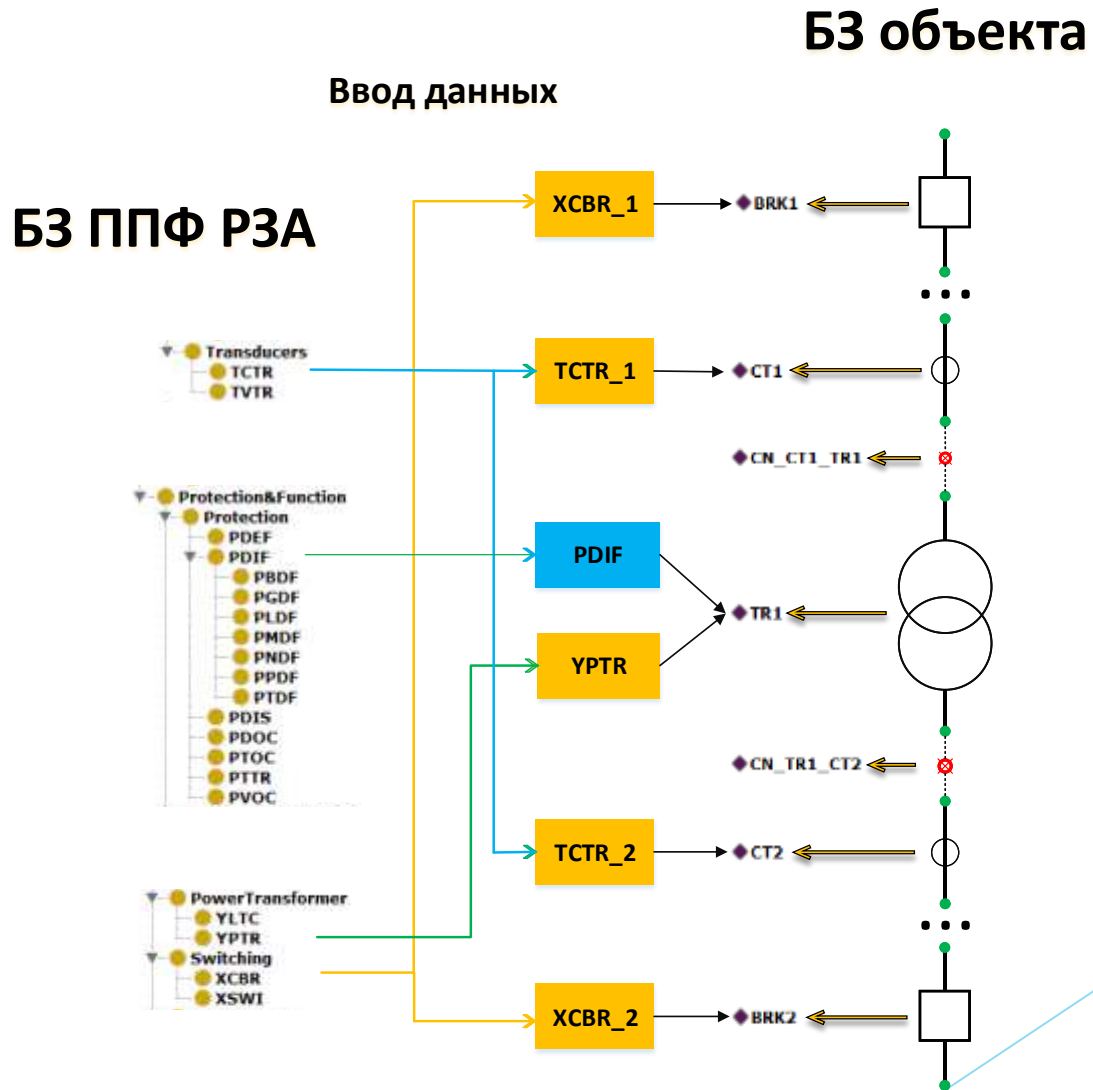 БЗ объекта
Ввод данных
БЗ ППФ РЗА
Transducers
TCTR
TVTR
Protection&Function
Protection
PDEF
PDIF
PBDF
PGDF
PLDF
PMDF
PNDF
PPDF
PTDF
PDIS
PDOC
PTOC
PTTR
PVOC
PowerTransformer
YLTC
YPTR
Switching
XCBR
XSWI
XCBR_1
TCTR_1
PDIF
YPTR
TCTR_2
XCBR_2
BRK1
CT1
CN_CT1_TR1
TR1
CN_TR1_CT2
CT2
BRK2